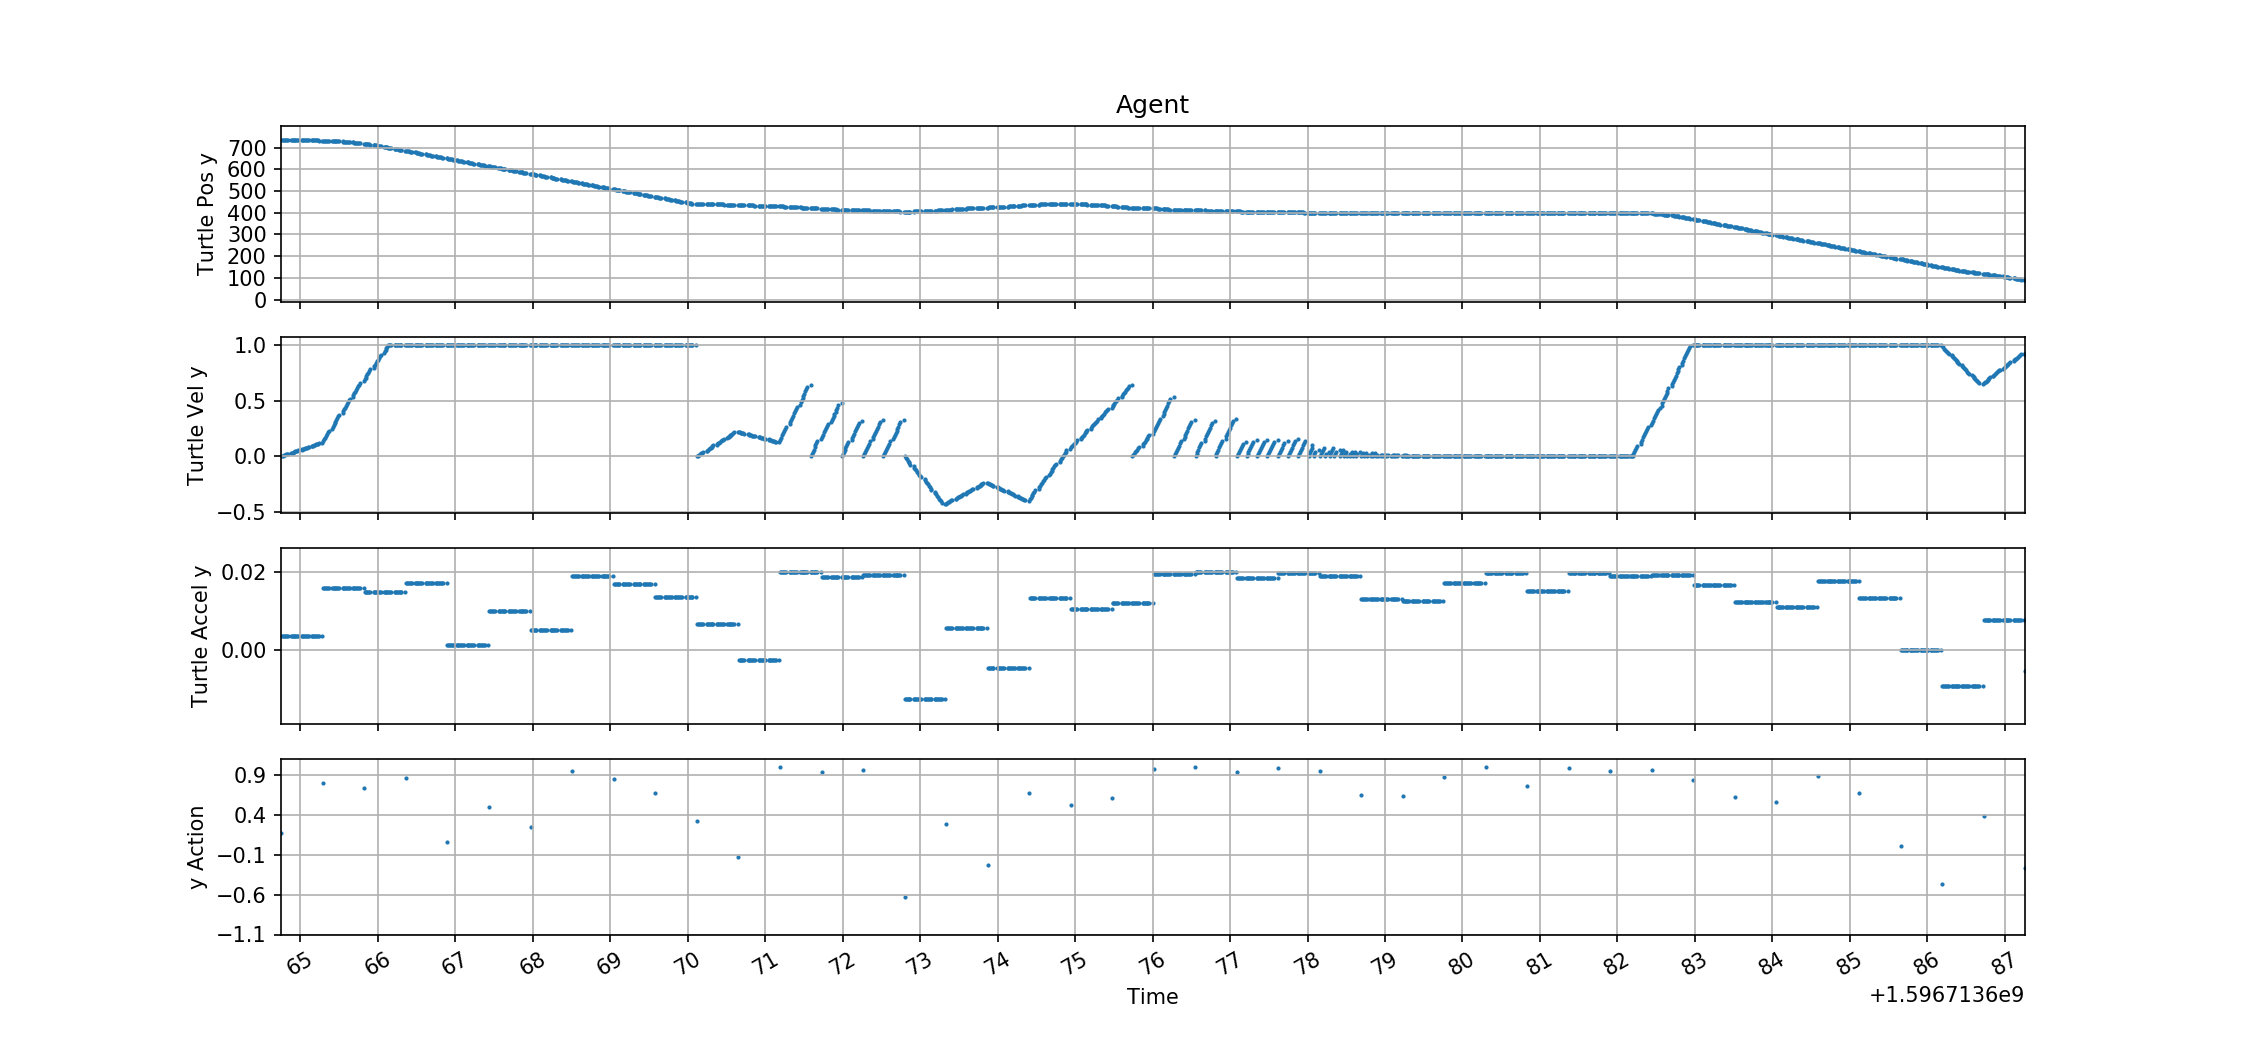 Agent
Turtle Pos y
700
600
500
400
300
200
100
0
Turtle Vel y
1.0
0.5
0.0
−0.5
Turtle Accel y
0.02
0.00
y Action
0.9
0.4
−0.1
−0.6
−1.1
65 66 67 68 69 70 71 72 73 74 75 76 77 78 79 80 81 82 83 84 85 86 87
Time
+1.5967136e9